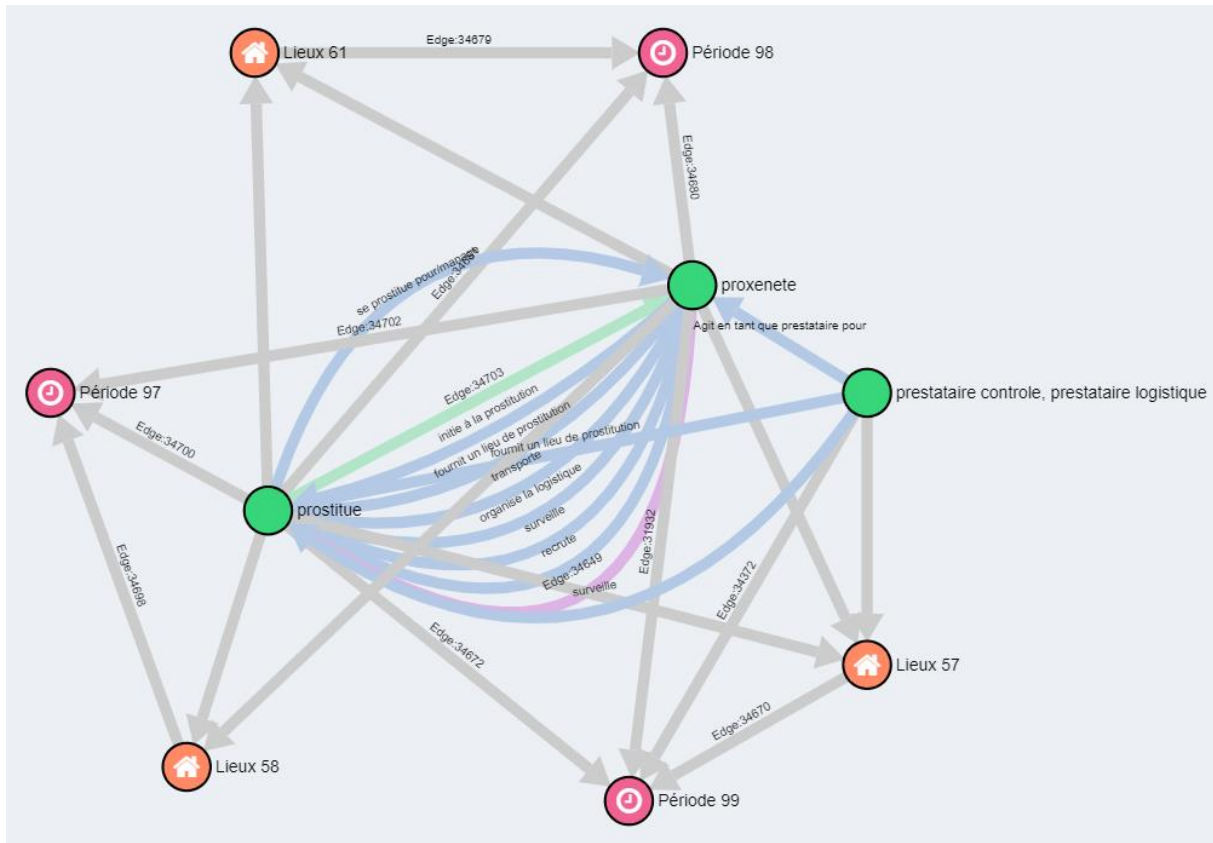 Edge:34679
Lieux 61
Période 98
Edge:34680
se prostitue pour/manage
proxenete
Edge:34702
Agit en tant que prestataire pour
Edge:34703
Période 97
prestataire controle, prestataire logistique
initie à la prostitution
fournit un lieu de prostitution
fournit un lieu de prostitution
Edge:34700
transporte
organise la logistique
prostitue
surveille
Edge:31932
recrute
Edge:34649
surveille
Edge:34372
Edge:34698
Edge:34672
Lieux 57
Edge:34670
Lieux 58
Période 99